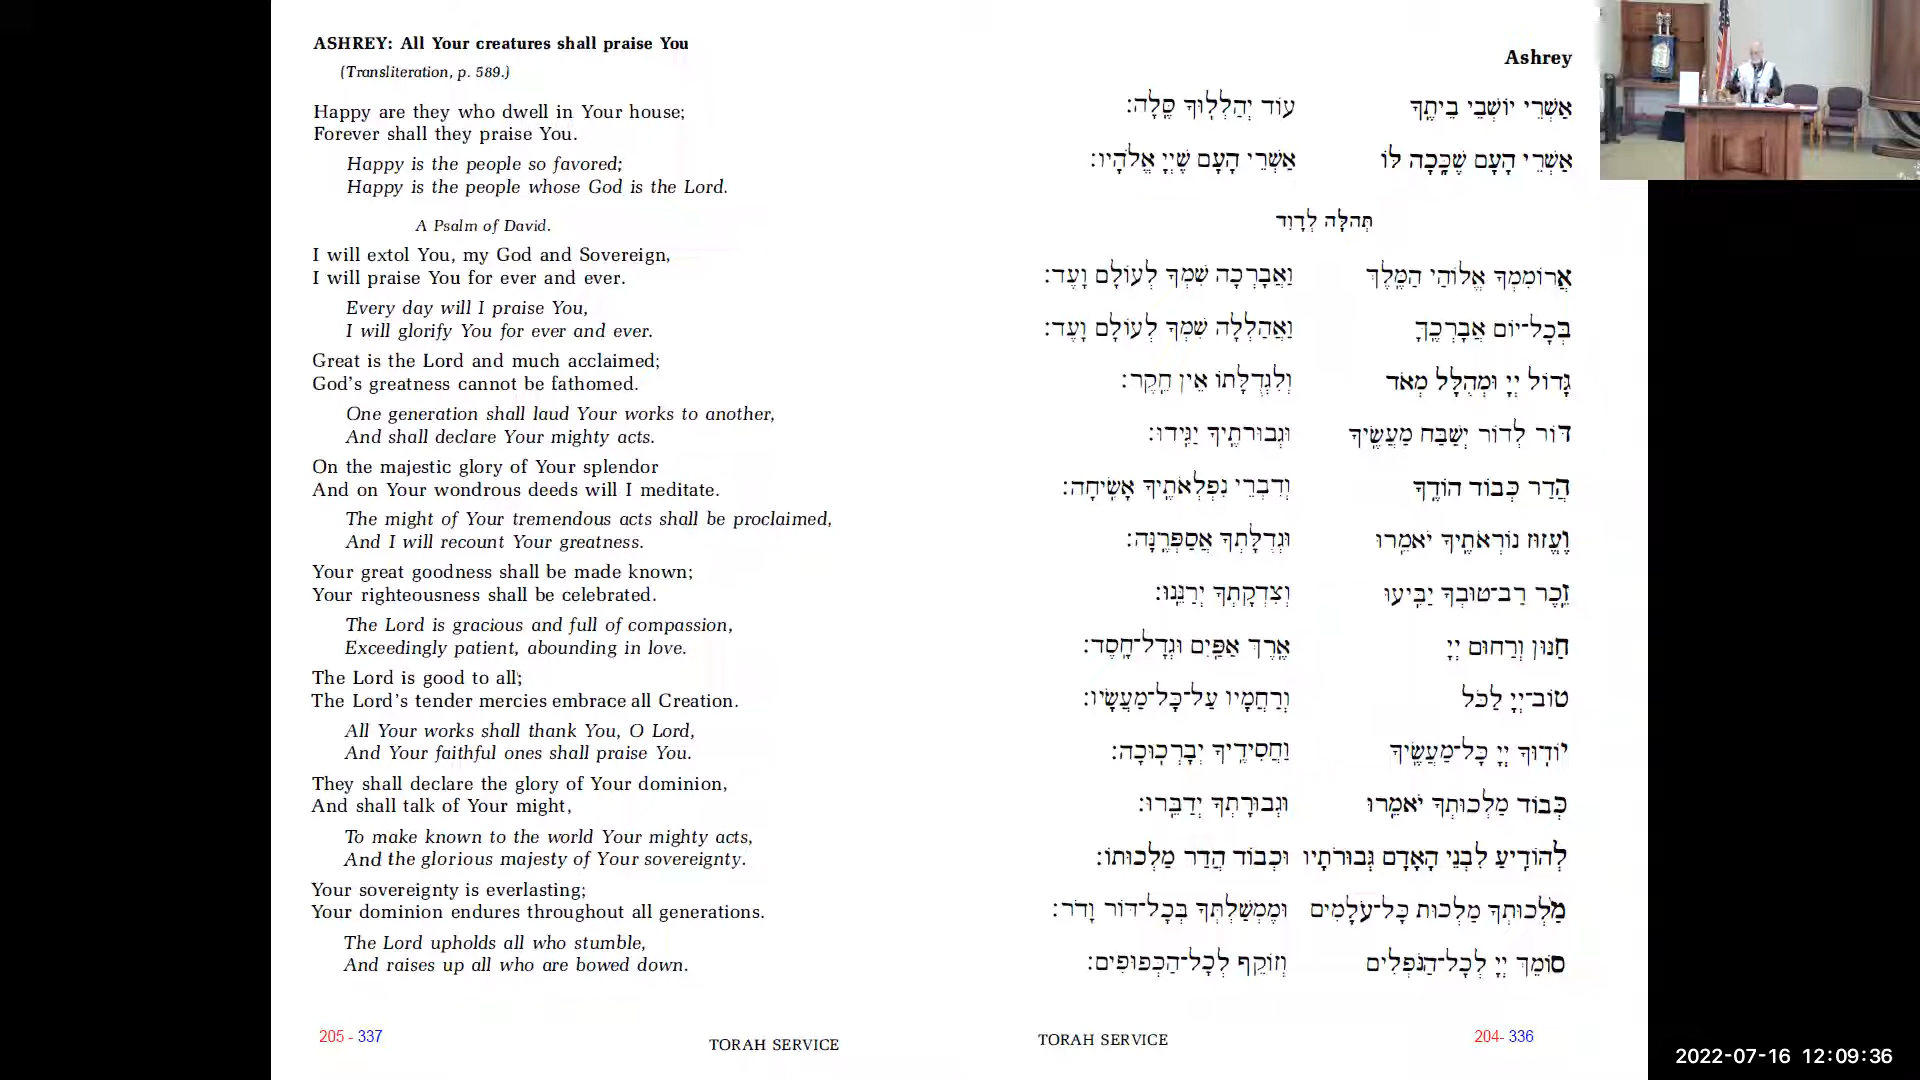 ASHREY: All Your creatures shall praise You
(Transliteration, p. 589.)
Happy are they who dwell in Your house;
Forever shall they praise You.
Happy is the people so favored;
Happy is the people whose God is the Lord.
A Psalm of David.
I will extol You, my God and Sovereign,
I will praise You for ever and ever.
Every day will I praise You,
I will glorify You for ever and ever.
Great is the Lord and much acclaimed;
God's greatness cannot be fathomed.
One generation shall laud Your works to another,
And shall declare Your mighty acts.
On the majestic glory of Your splendor
And on Your wondrous deeds will I meditate.
The might of Your tremendous acts shall be proclaimed,
And I will recount Your greatness.
Your great goodness shall be made known;
Your righteousness shall be celebrated.
The Lord is gracious and full of compassion,
Exceedingly patient, abounding in love.
The Lord is good to all;
The Lord's tender mercies embrace all Creation.
All Your works shall thank You, O Lord,
And Your faithful ones shall praise You.
They shall declare the glory of Your dominion,
And shall talk of Your might,
To make known to the world Your mighty acts,
And the glorious majesty of Your sovereignty.
Your sovereignty is everlasting;
Your dominion endures throughout all generations.
The Lord upholds all who stumble,
And raises up all who are bowed down.
205 - 337
TORAH SERVICE
Ashrey
אַשְׁרֵי יוֹשְׁבֵי בֵיתֶֽךָ עוֹד יְהַלְלֽוּךָ סֶּֽלָה:
אַשְׁרֵי הָעָם שֶׁכָּֽכָה לּוֹ אַשְׁרֵי הָעָם שֶׁיְיָ אֱלֹהָיו:
תְּהִלָּה לְדָוִד
אֲרוֹמִמְךָ אֱלוֹהַי הַמֶּֽלֶךְ וַאֲבָרְכָה שִׁמְךָ לְעוֹלָם וָעֶד:
בְּכָל־יוֹם אֲבָרְכֶֽךָּ וַאֲהַלְלָה שִׁמְךָ לְעוֹלָם וָעֶד:
גָּדוֹל יְיָ וּמְהֻלָּל מְאֹד וְלִגְדֻלָּתוֹ אֵין חֵֽקֶר:
דּוֹר לְדוֹר יְשַׁבַּח מַעֲשֶֽׂיךָ וּגְבוּרֹתֶֽיךָ יַגִּֽידוּ:
הֲדַר כְּבוֹד הוֹדֶֽךָ וְדִבְרֵי נִפְלְאֹתֶֽיךָ אָשִֽׂיחָה:
וֶעֱזוּז נוֹרְאֹתֶֽיךָ יֹאמֵֽרוּ וּגְדֻלָּתְךָ אֲסַפְּרֶֽנָּה:
זֵֽכֶר רַב־טוּבְךָ יַבִּֽיעוּ וְצִדְקָתְךָ יְרַנֵּֽנוּ:
חַנּוּן וְרַחוּם יְיָ אֶֽרֶךְ אַפַּֽיִם וּגְדָל־חָֽסֶד:
טוֹב־יְיָ לַכֹּל וְרַחֲמָיו עַל־כָּל־מַעֲשָׂיו:
יוֹדֽוּךָ יְיָ כָּל־מַעֲשֶֽׂיךָ וַחֲסִידֶֽיךָ יְבָרְכֽוּכָה:
כְּבוֹד מַלְכוּתְךָ יֹאמֵֽרוּ וּגְבוּרָתְךָ יְדַבֵּֽרוּ:
לְהוֹדִֽיעַ לִבְנֵי הָאָדָם גְּבוּרֹתָיו וּכְבוֹד הֲדַר מַלְכוּתוֹ:
מַלְכוּתְךָ מַלְכוּת כָּל־עֹלָמִים וּמֶמְשַׁלְתְּךָ בְּכָל־דּוֹר וָדֹר:
סוֹמֵךְ יְיָ לְכָל־הַנֹּפְלִים וְזוֹקֵף לְכָל־הַכְּפוּפִים:
TORAH SERVICE
204- 336
2022-07-16 12:09:36